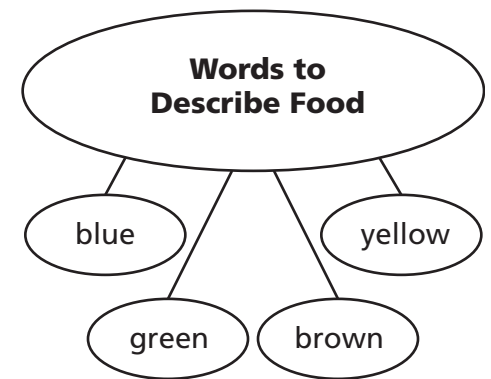 Words to
Describe Food
blue
yellow
green
brown